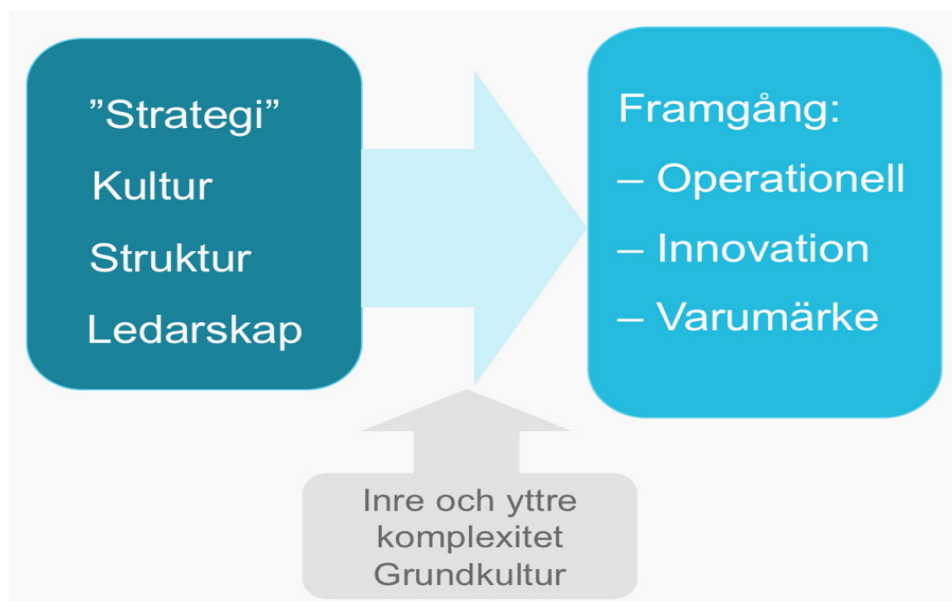 ”Strategi”
Kultur
Struktur
Ledarskap
Framgång:
– Operationell
– Innovation
– Varumärke
Inre och yttre
komplexitet
Grundkultur